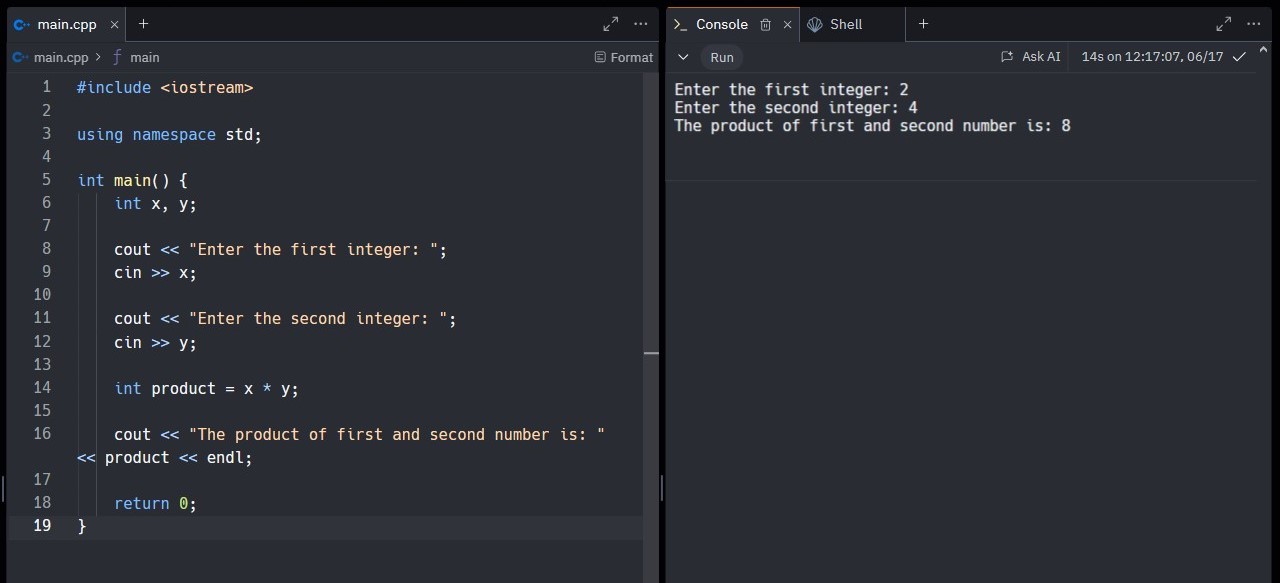 main.cpp
main.cpp > main
Format
1 #include <iostream>
2
3 using namespace std;
4
5 int main() {
6 int x, y;
7
8 cout << "Enter the first integer: ";
9 cin >> x;
10
11 cout << "Enter the second integer: ";
12 cin >> y;
13
14 int product = x * y;
15
16 cout << "The product of first and second number is: "
<< product << endl;
17
18 return 0;
19 }
Console
Shell
Run
Ask AI
14s on 12:17:07, 06/17
Enter the first integer: 2
Enter the second integer: 4
The product of first and second number is: 8